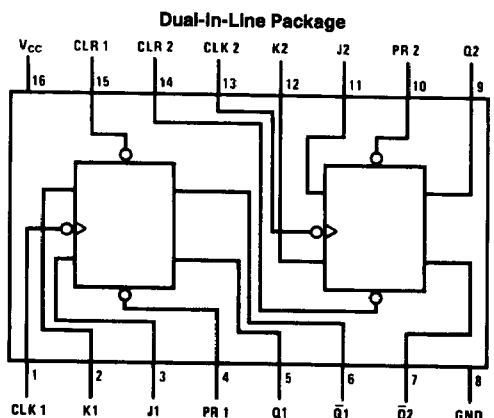 Dual-In-Line Package
VCC CLR 1 CLR 2 CLK 2 K2 J2 PR 2 Q2
16 15 14 13 12 11 10 9
1 2 3 4 5 6 7 8
CLK 1 K1 J1 PR 1 Q1 Q̅1 Q̅2 GND